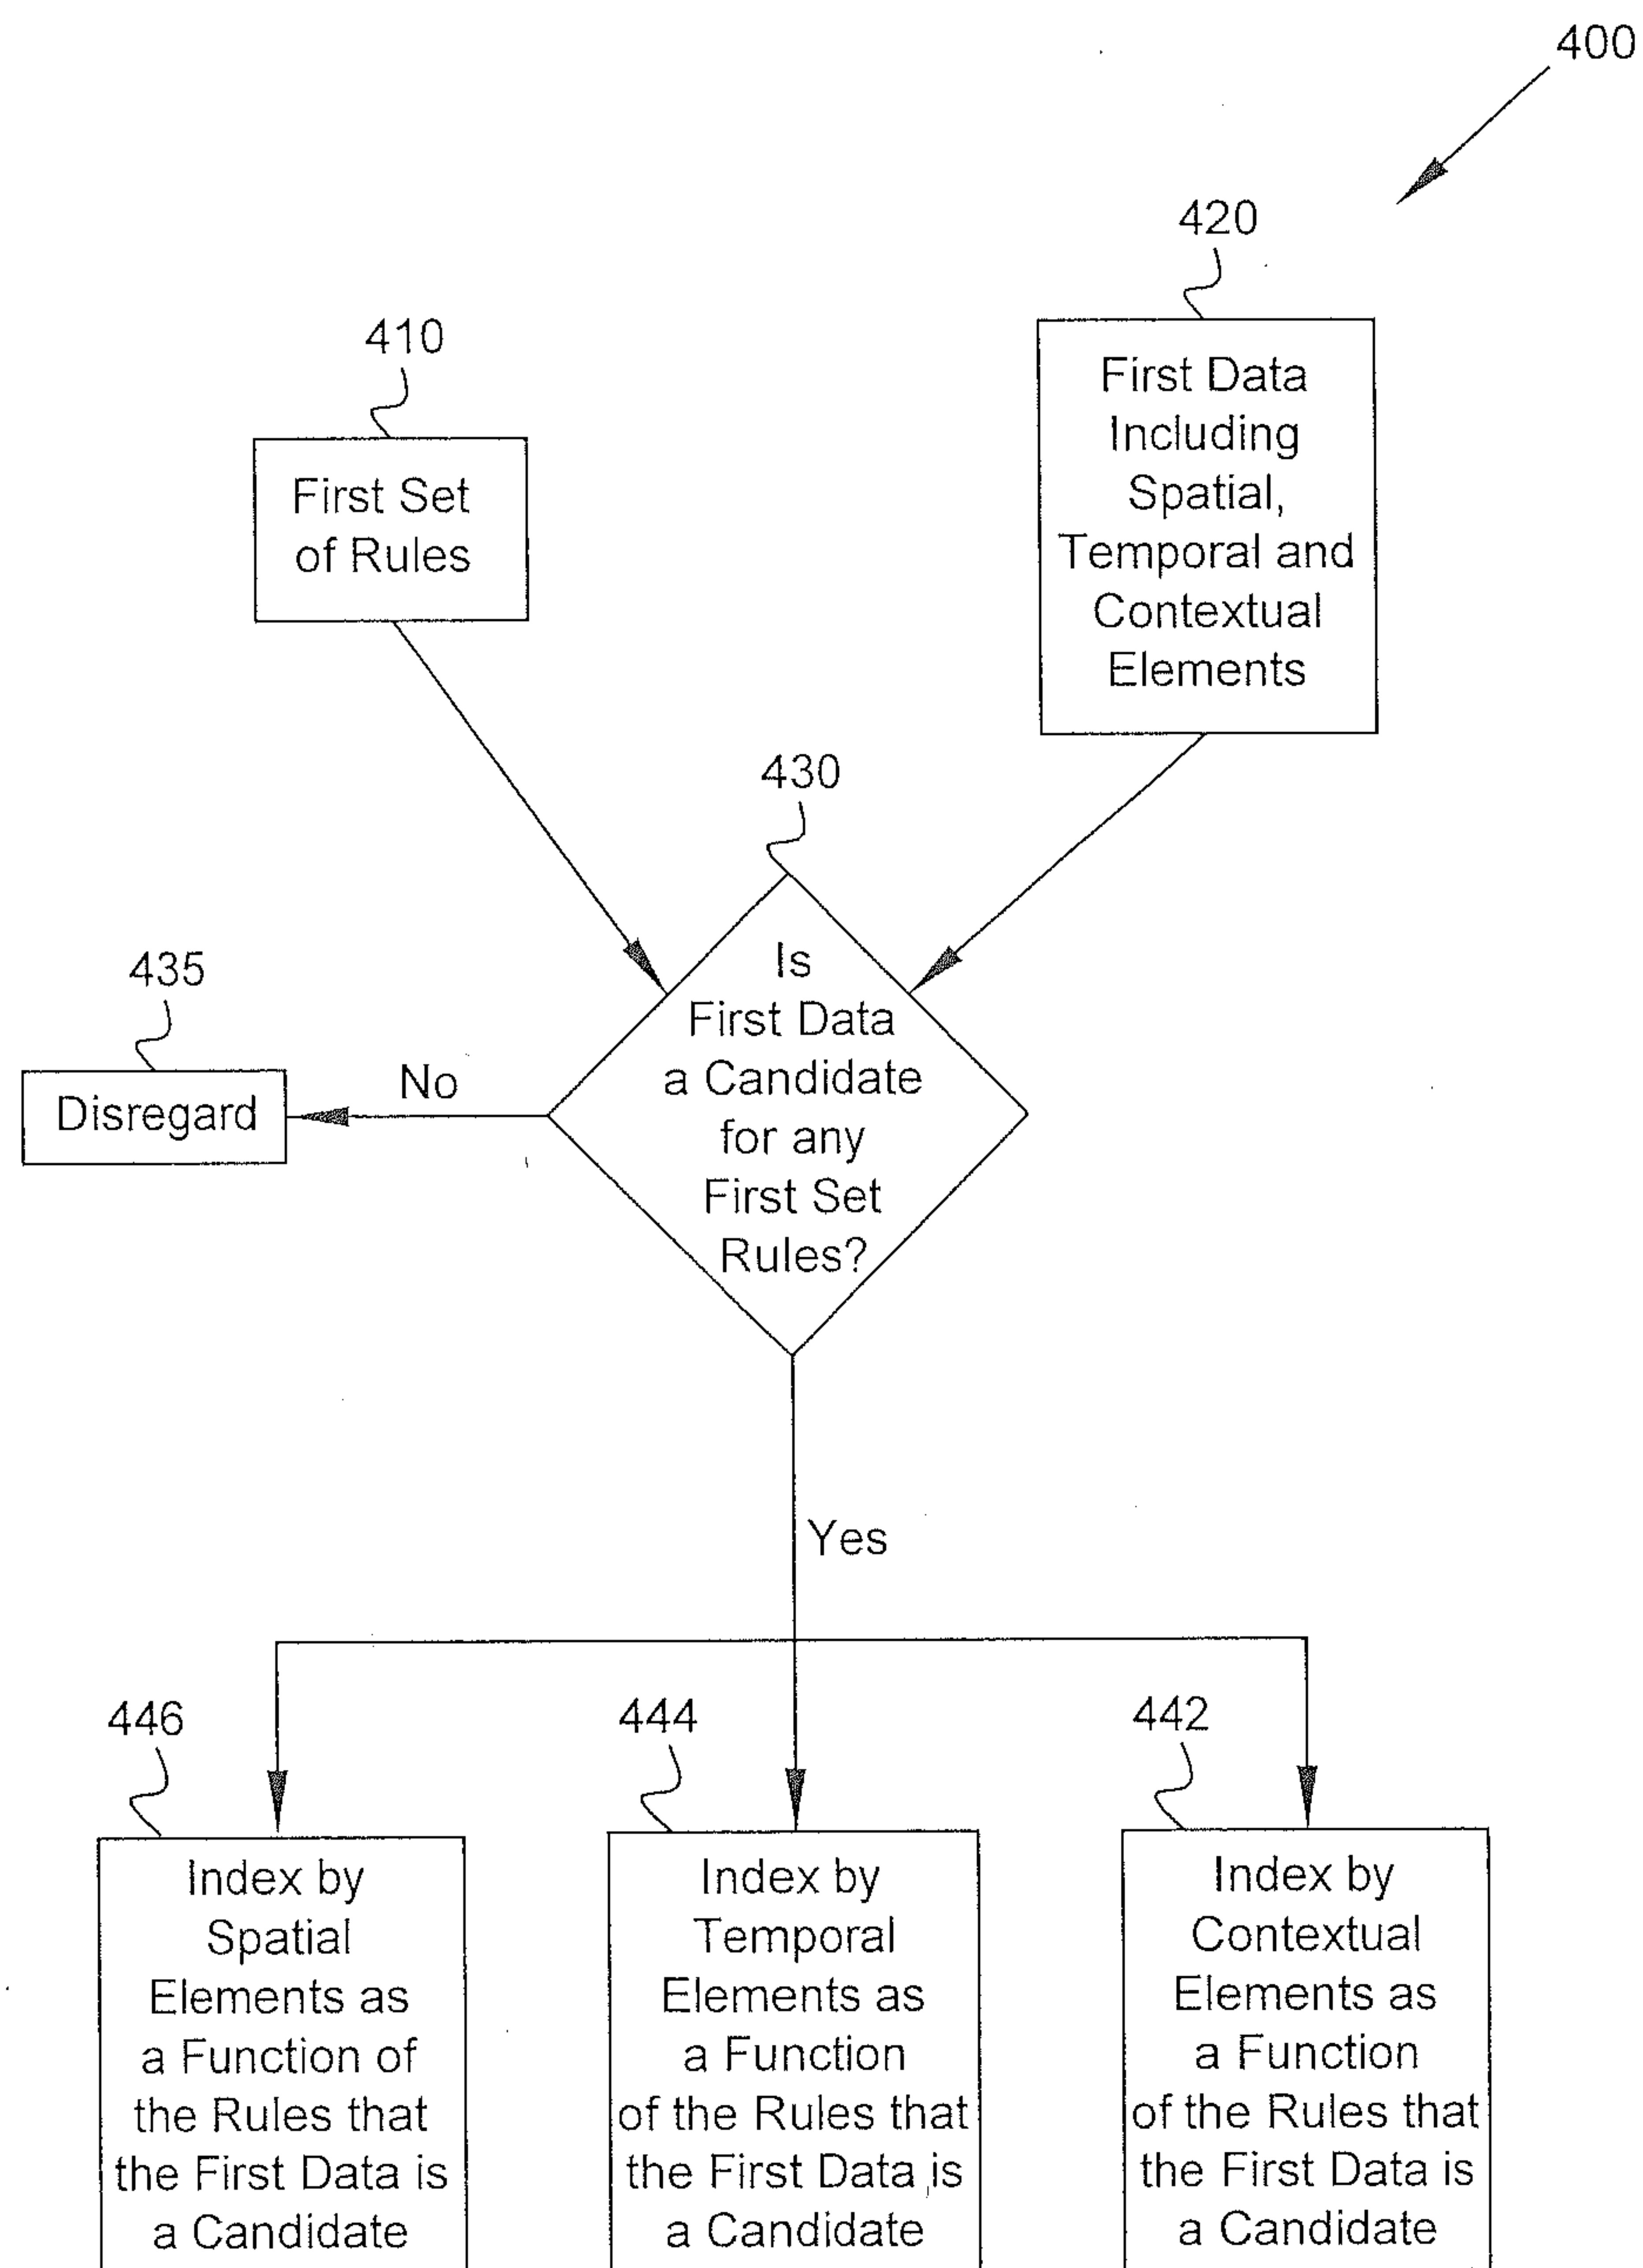 400
420
410
First Data
Including
Spatial,
Temporal and
Contextual
Elements
First Set
of Rules
430
435
Is
First Data
a Candidate
for any
First Set
Rules?
No
Disregard
Yes
446
444
442
Index by
Spatial
Elements as
a Function of
the Rules that
the First Data is
a Candidate
Index by
Temporal
Elements as
a Function
of the Rules that
the First Data is
a Candidate
Index by
Contextual
Elements as
a Function
of the Rules that
the First Data is
a Candidate